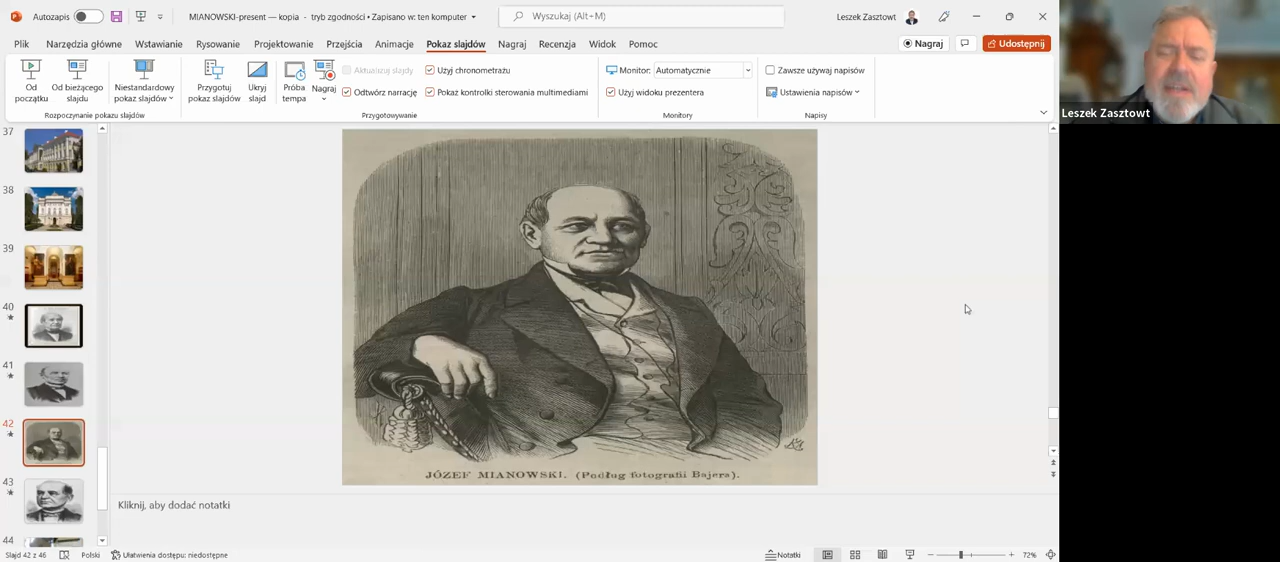 Autozapis
MIANOWSKI-present — kopia - tryb zgodności • Zapisano w: ten komputer
Wyszukaj (Alt+M)
Leszek Zasztowt
Plik Narzędzia główne Wstawianie Rysowanie Projektowanie Przejścia Animacje Pokaz slajdów Nagraj Recenzja Widok Pomoc
Nagraj
Udostępnij
Od początku
Od bieżącego slajdu
Niestandardowy pokaz slajdów
Rozpoczynanie pokazu slajdów
Przygotuj pokaz slajdów
Ukryj slajd
Próba tempa
Nagraj
Aktualizuj slajdy
Odtwórz narrację
Użyj chronometrażu
Pokaż kontrolki sterowania multimediami
Przygotowywanie
Monitor: Automatycznie
Użyj widoku prezentera
Monitory
Zawsze używaj napisów
Ustawienia napisów
Napisy
Leszek Zasztowt
37
38
39
40
41
42
43
44
JÓZEF MIANOWSKI. (Podług fotografii Bajera).
Kliknij, aby dodać notatki
Slajd 42 z 46
Polski
Ułatwienia dostępu: niedostępne
Notatki
72%